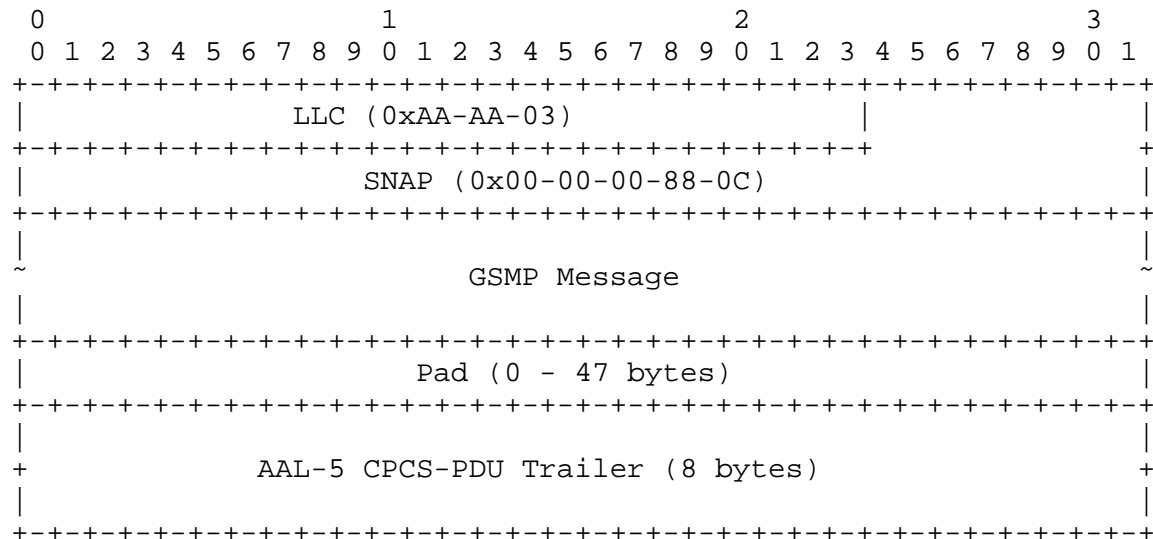 0                   1                   2                   3
 0 1 2 3 4 5 6 7 8 9 0 1 2 3 4 5 6 7 8 9 0 1 2 3 4 5 6 7 8 9 0 1
+-+-+-+-+-+-+-+-+-+-+-+-+-+-+-+-+-+-+-+-+-+-+-+-+-+-+-+-+-+-+-+-+
|               LLC (0xAA-AA-03)                |               |
+-+-+-+-+-+-+-+-+-+-+-+-+-+-+-+-+-+-+-+-+-+-+-+-+               +
|                   SNAP (0x00-00-00-88-0C)                     |
+-+-+-+-+-+-+-+-+-+-+-+-+-+-+-+-+-+-+-+-+-+-+-+-+-+-+-+-+-+-+-+-+
|                                                               |
~                         GSMP Message                          ~
|                                                               |
+-+-+-+-+-+-+-+-+-+-+-+-+-+-+-+-+-+-+-+-+-+-+-+-+-+-+-+-+-+-+-+-+
|                      Pad (0 - 47 bytes)                       |
+-+-+-+-+-+-+-+-+-+-+-+-+-+-+-+-+-+-+-+-+-+-+-+-+-+-+-+-+-+-+-+-+
|                                                               |
+             AAL-5 CPCS-PDU Trailer (8 bytes)                  +
|                                                               |
+-+-+-+-+-+-+-+-+-+-+-+-+-+-+-+-+-+-+-+-+-+-+-+-+-+-+-+-+-+-+-+-+